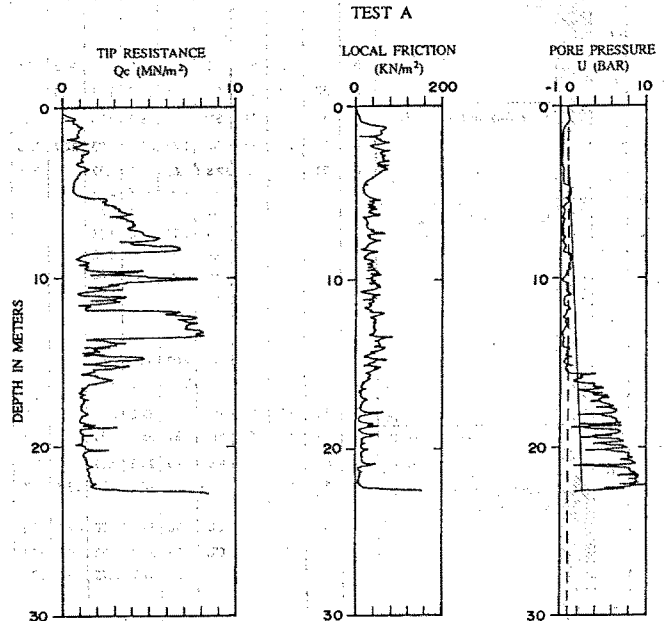 TEST A
TIP RESISTANCE
Qc (MN/m²)
0 10
LOCAL FRICTION
(KN/m²)
0 200
PORE PRESSURE
U (BAR)
-1 0 10
DEPTH IN METERS
0
10
20
30
0
10
20
30
0
10
20
30